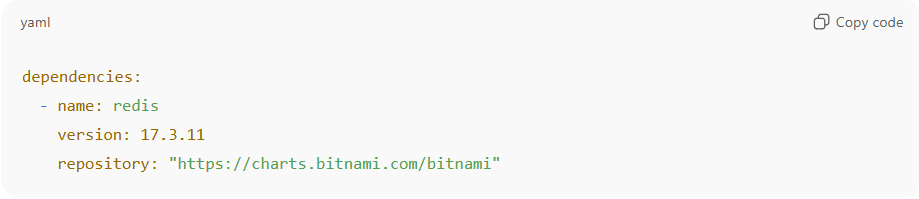 yaml
Copy code
dependencies:
  - name: redis
    version: 17.3.11
    repository: "https://charts.bitnami.com/bitnami"